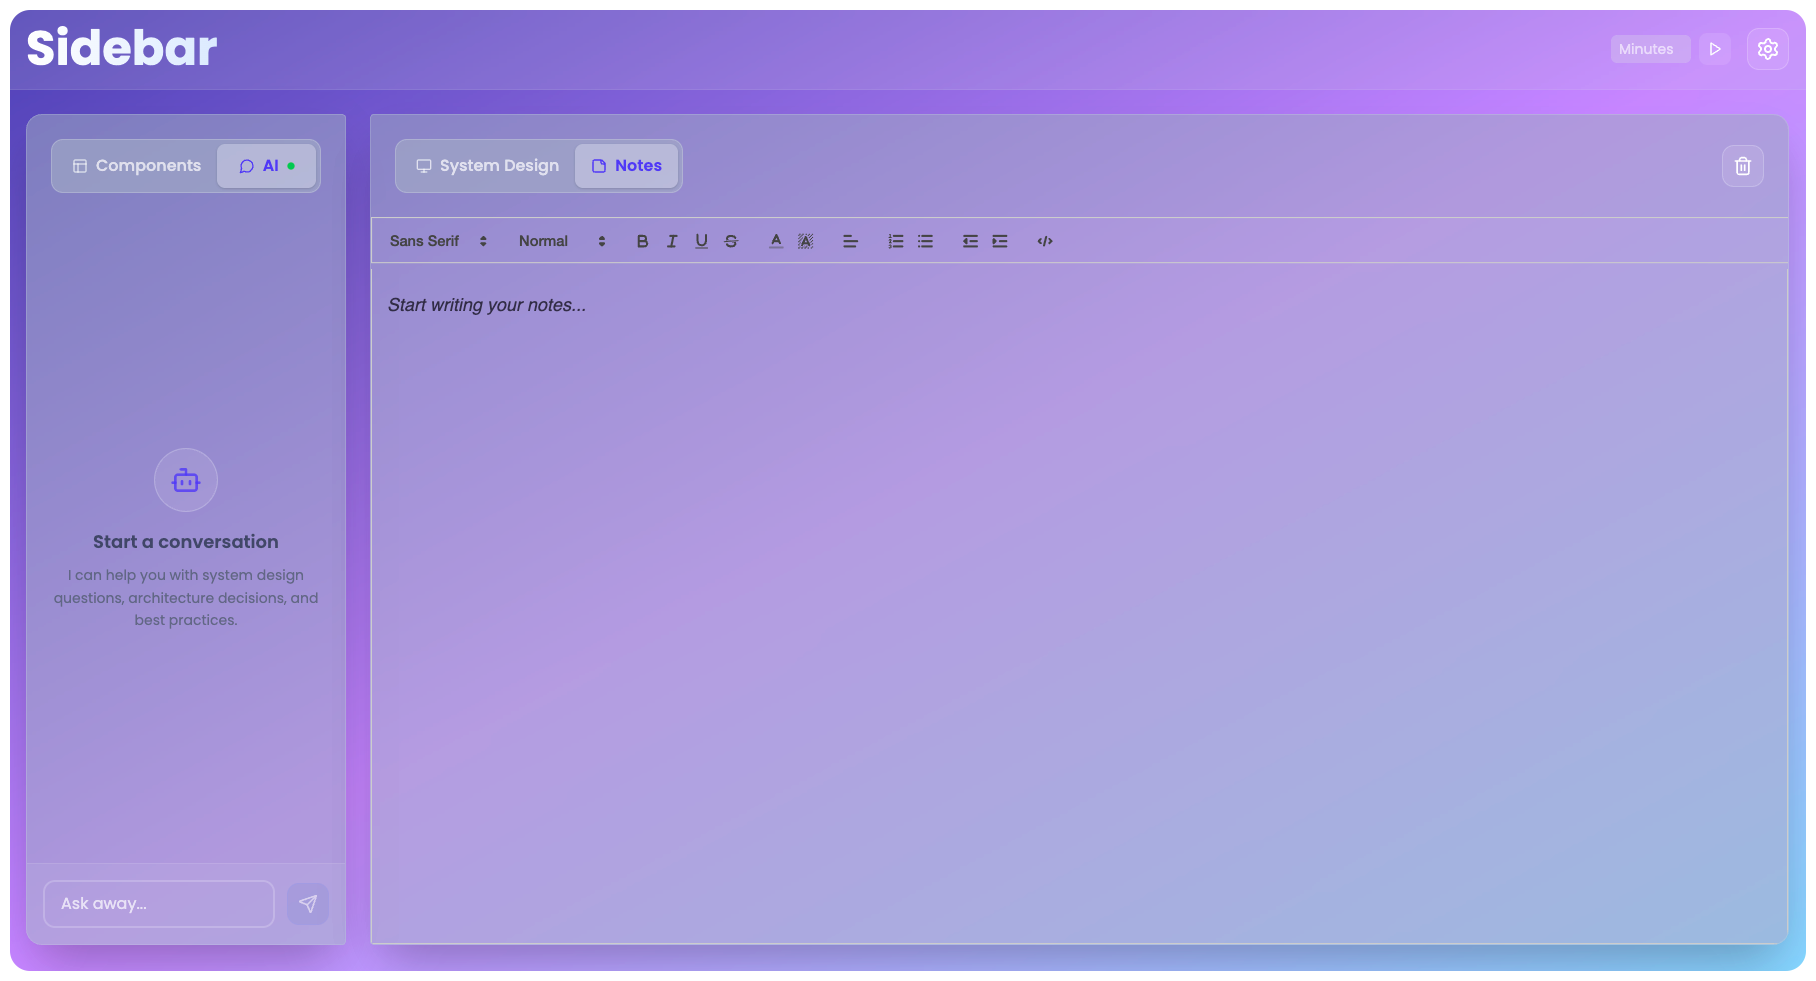 Sidebar
Minutes
Components
AI
System Design
Notes
Sans Serif
Normal
Start writing your notes...
Start a conversation
I can help you with system design
questions, architecture decisions, and
best practices.
Ask away...